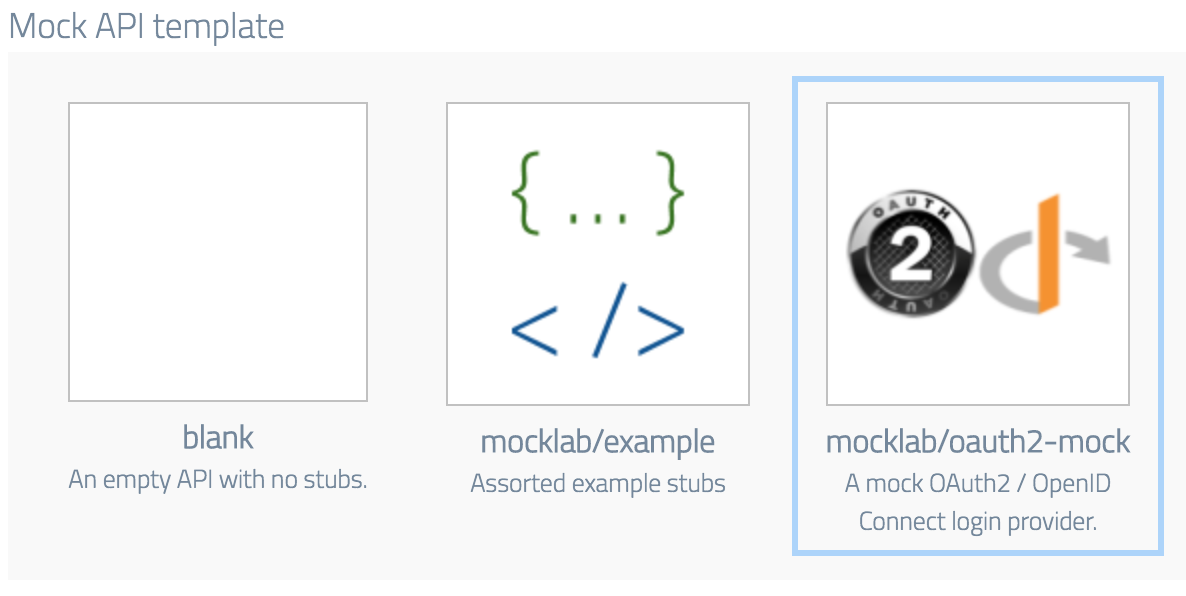 Mock API template
{ ... }
</>
OAUTH
2
OAUTH
blank
An empty API with no stubs.
mocklab/example
Assorted example stubs
mocklab/oauth2-mock
A mock OAuth2 / OpenID
Connect login provider.